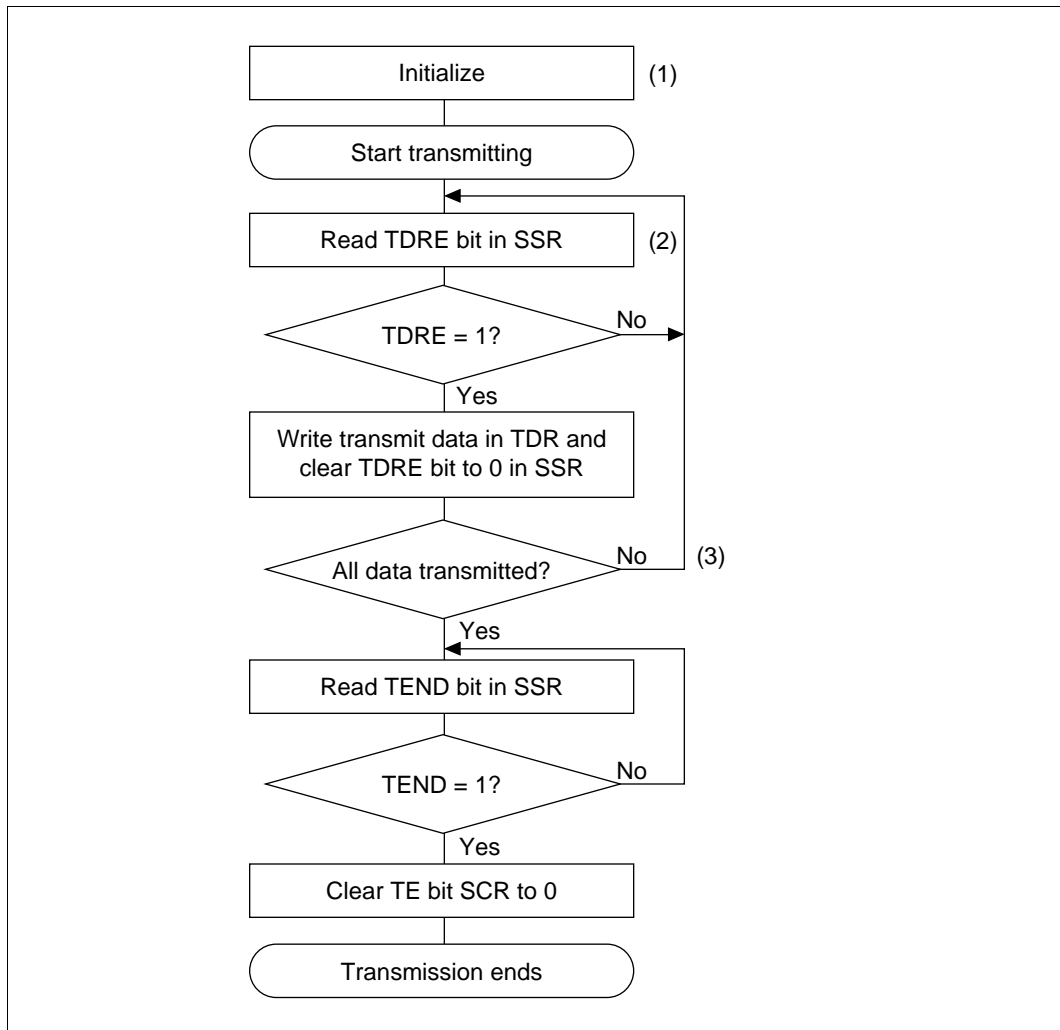 Initialize
(1)
Start transmitting
Read TDRE bit in SSR
(2)
TDRE = 1?
No
Yes
Write transmit data in TDR and
clear TDRE bit to 0 in SSR
All data transmitted?
No
(3)
Yes
Read TEND bit in SSR
TEND = 1?
No
Yes
Clear TE bit SCR to 0
Transmission ends